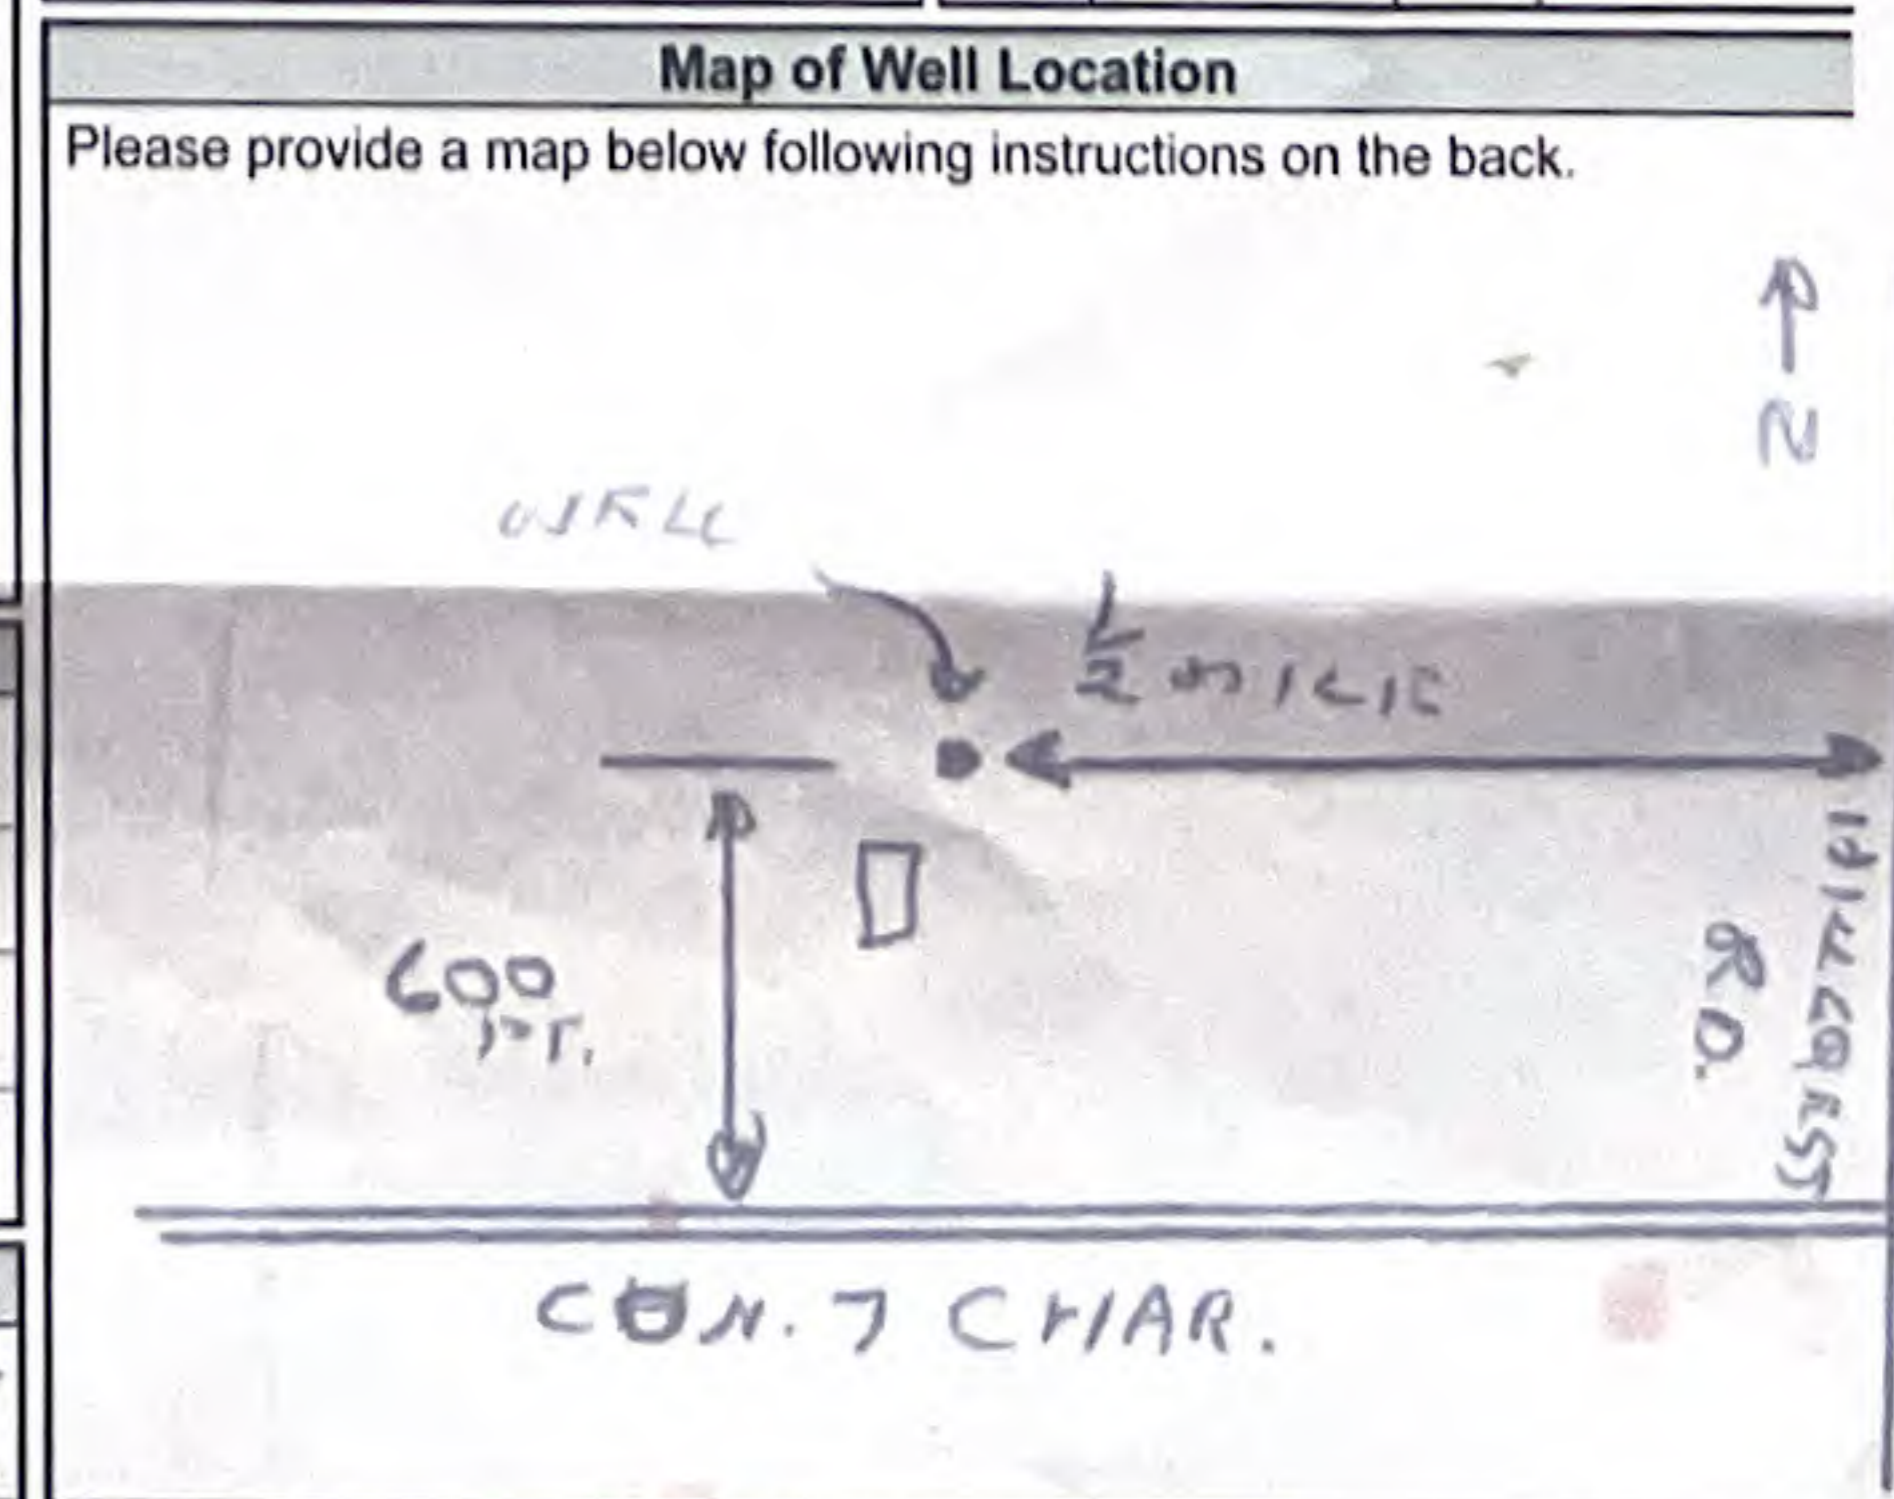 Map of Well Location
Please provide a map below following instructions on the back.
N
WELL
1/2 mILE
600
FT.
RD.
CON. 7 CHAR.